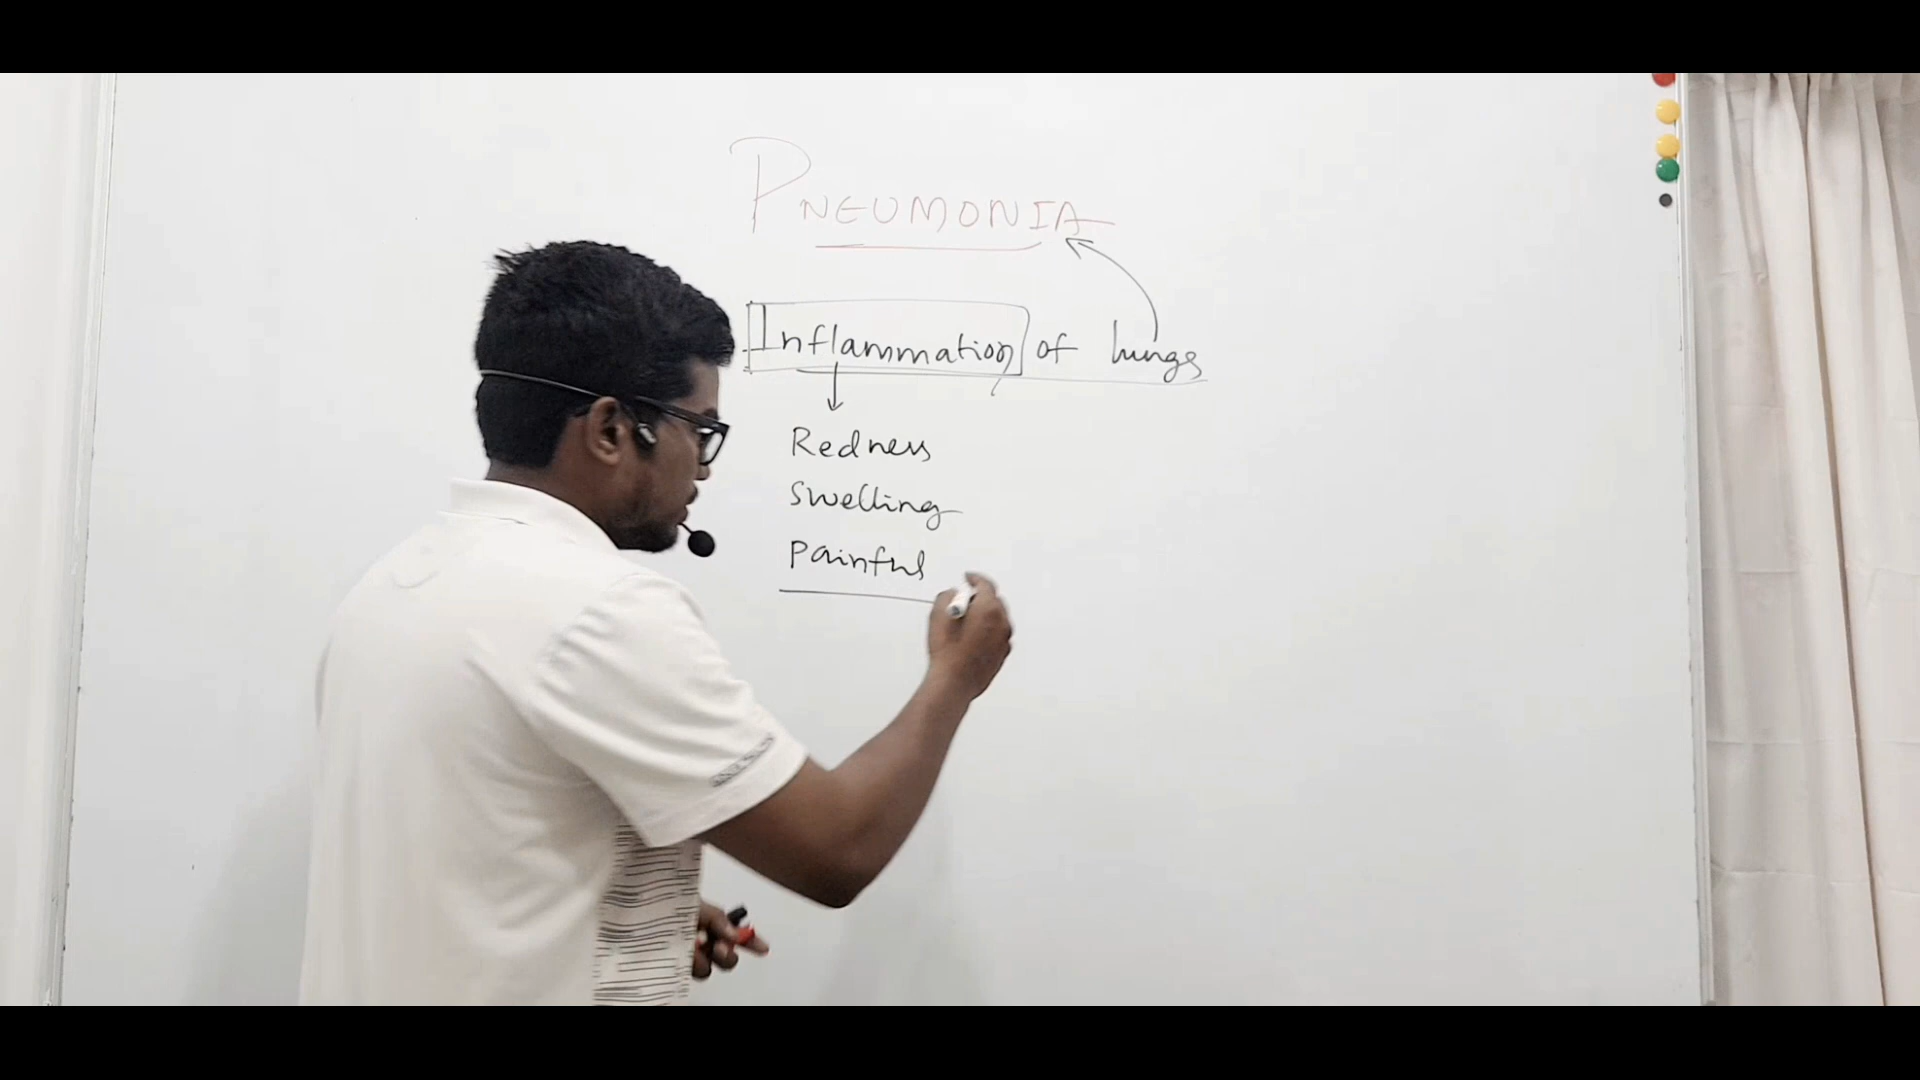 PNEUMONIA
Inflammation of lungs
Redness
Swelling
Painful